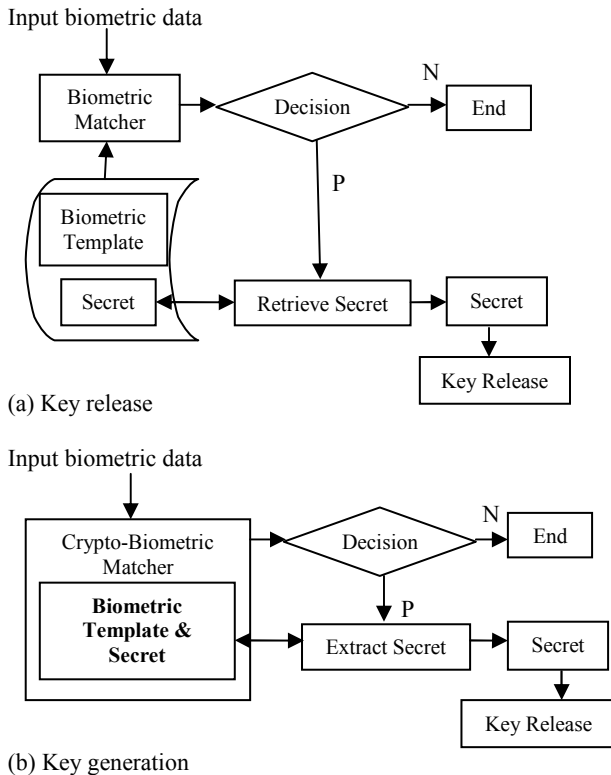 Input biometric data
Biometric
Matcher
Decision
N
End
P
Biometric
Template
Secret
Retrieve Secret
Secret
Key Release
(a) Key release
Input biometric data
Crypto-Biometric
Matcher
Decision
N
End
Biometric
Template &
Secret
P
Extract Secret
Secret
Key Release
(b) Key generation